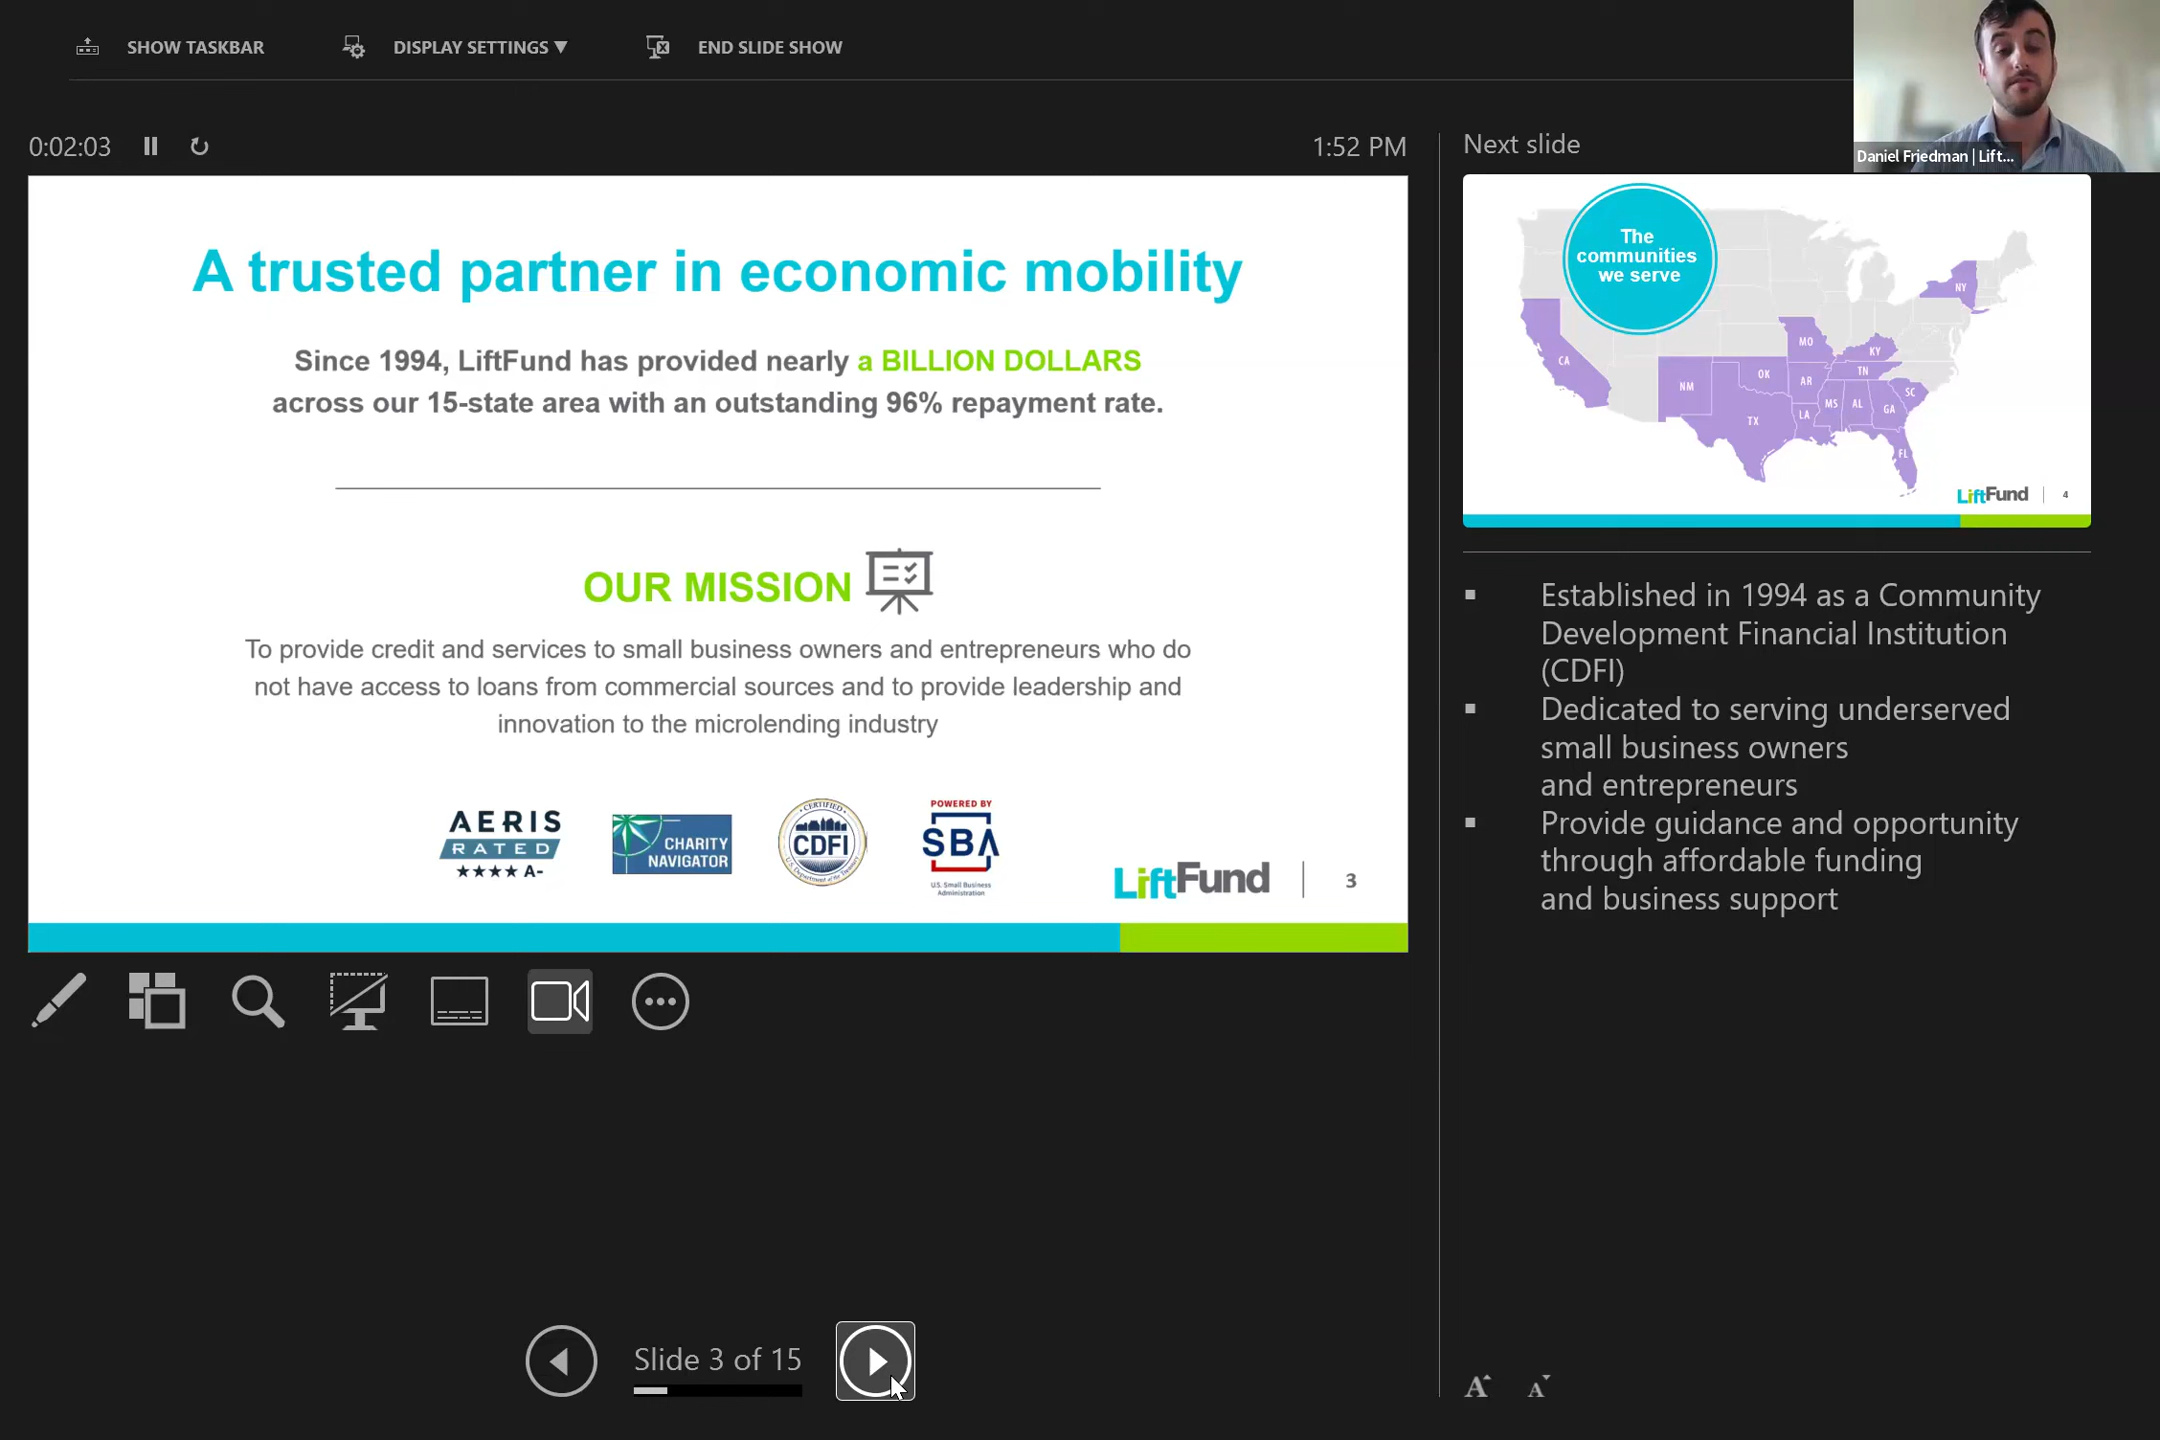 SHOW TASKBAR
DISPLAY SETTINGS ▼
END SLIDE SHOW
Daniel Friedman | Lift...
0:02:03
1:52 PM
A trusted partner in economic mobility
Since 1994, LiftFund has provided nearly a BILLION DOLLARS
across our 15-state area with an outstanding 96% repayment rate.
OUR MISSION
To provide credit and services to small business owners and entrepreneurs who do
not have access to loans from commercial sources and to provide leadership and
innovation to the microlending industry
AERIS
RATED
★★★★ A-
CHARITY
NAVIGATOR
CERTIFIED
CDFI
U.S. Department of the Treasury
POWERED BY
SBA
U.S. Small Business
Administration
LiftFund
3
Next slide
The
communities
we serve
NY
CA
MO
KY
NM
OK
AR
TN
SC
TX
LA
MS
AL
GA
FL
LiftFund
4
▪ Established in 1994 as a Community
Development Financial Institution
(CDFI)
▪ Dedicated to serving underserved
small business owners
and entrepreneurs
▪ Provide guidance and opportunity
through affordable funding
and business support
Slide 3 of 15
A
A